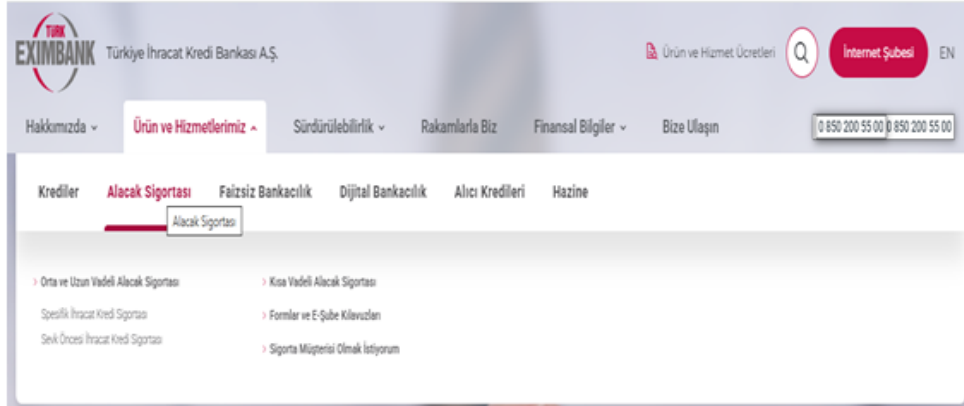 TÜRK
EXIMBANK
Türkiye İhracat Kredi Bankası A.Ş.
Ürün ve Hizmet Ücretleri
İnternet Şubesi
EN
Hakkımızda
Ürün ve Hizmetlerimiz
Sürdürülebilirlik
Rakamlarla Biz
Finansal Bilgiler
Bize Ulaşın
0 850 200 55 00 0 850 200 55 00
Krediler
Alacak Sigortası
Faizsiz Bankacılık
Dijital Bankacılık
Alıcı Kredileri
Hazine
Alacak Sigortası
Orta ve Uzun Vadeli Alacak Sigortası
Spesifik İhracat Kredi Sigortası
Sevk Öncesi İhracat Kredi Sigortası
Kısa Vadeli Alacak Sigortası
Formlar ve E-Şube Kılavuzları
Sigorta Müşterisi Olmak İstiyorum